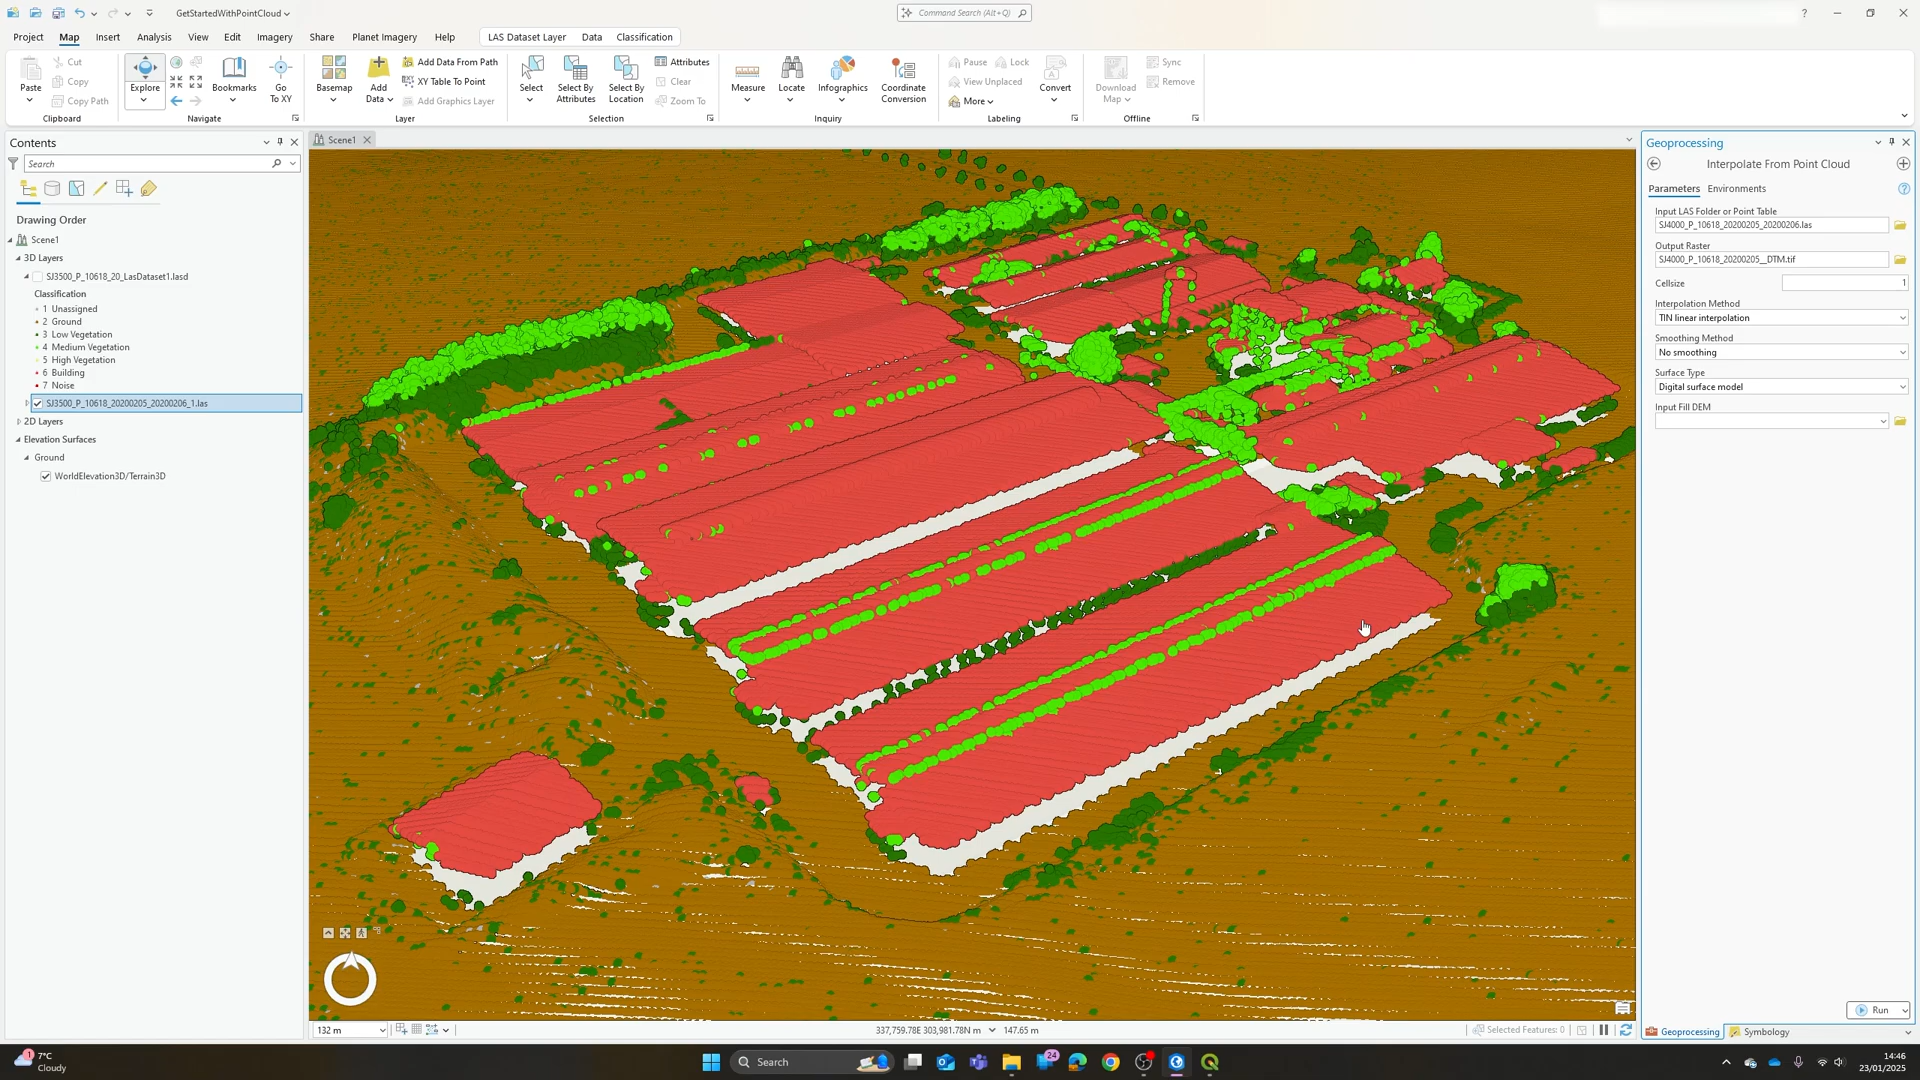 GetStartedWithPointCloud
Command Search (Alt+Q)
Project Map Insert Analysis View Edit Imagery Share Planet Imagery Help LAS Dataset Layer Data Classification
Paste
Cut
Copy
Copy Path
Clipboard
Explore
Bookmarks
Go To XY
Navigate
Basemap
Add Data
Add Data From Path
XY Table To Point
Add Graphics Layer
Layer
Select
Select By Attributes
Select By Location
Attributes
Clear
Zoom To
Selection
Measure
Locate
Infographics
Coordinate Conversion
Inquiry
Pause
Lock
View Unplaced
More
Convert
Labeling
Download Map
Sync
Remove
Offline
Contents
Search
Drawing Order
Scene1
3D Layers
SJ3500_P_10618_20_LasDataset1.lasd
Classification
1 Unassigned
2 Ground
3 Low Vegetation
4 Medium Vegetation
5 High Vegetation
6 Building
7 Noise
SJ3500_P_10618_20200205_20200206_1.las
2D Layers
Elevation Surfaces
Ground
WorldElevation3D/Terrain3D
Scene1
132 m
337,759.78E 303,981.78N m
147.65 m
Selected Features: 0
Geoprocessing
Interpolate From Point Cloud
Parameters Environments
Input LAS Folder or Point Table
SJ4000_P_10618_20200205_20200206.las
Output Raster
SJ4000_P_10618_20200205__DTM.tif
Cellsize
1
Interpolation Method
TIN linear interpolation
Smoothing Method
No smoothing
Surface Type
Digital surface model
Input Fill DEM
Run
Geoprocessing Symbology
1
7°C
Cloudy
Search
24
14:46
23/01/2025